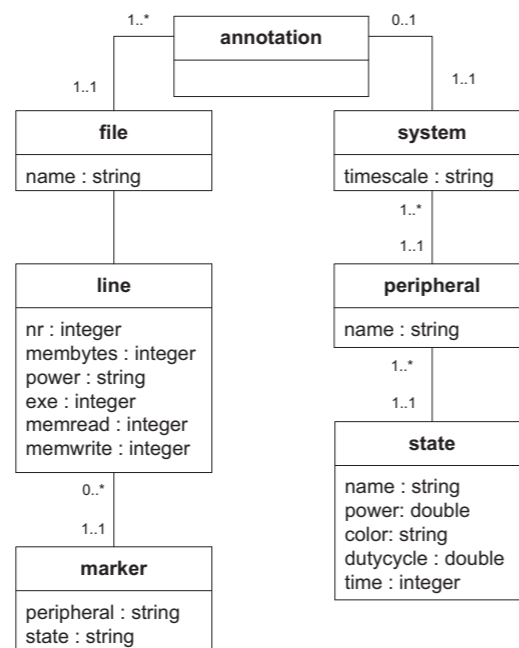 annotation
1..*
0..1
1..1
1..1
file
name : string
system
timescale : string
1..*
1..1
line
nr : integer
membytes : integer
power : string
exe : integer
memread : integer
memwrite : integer
peripheral
name : string
1..*
1..1
0..*
1..1
state
name : string
power: double
color: string
dutycycle : double
time : integer
marker
peripheral : string
state : string